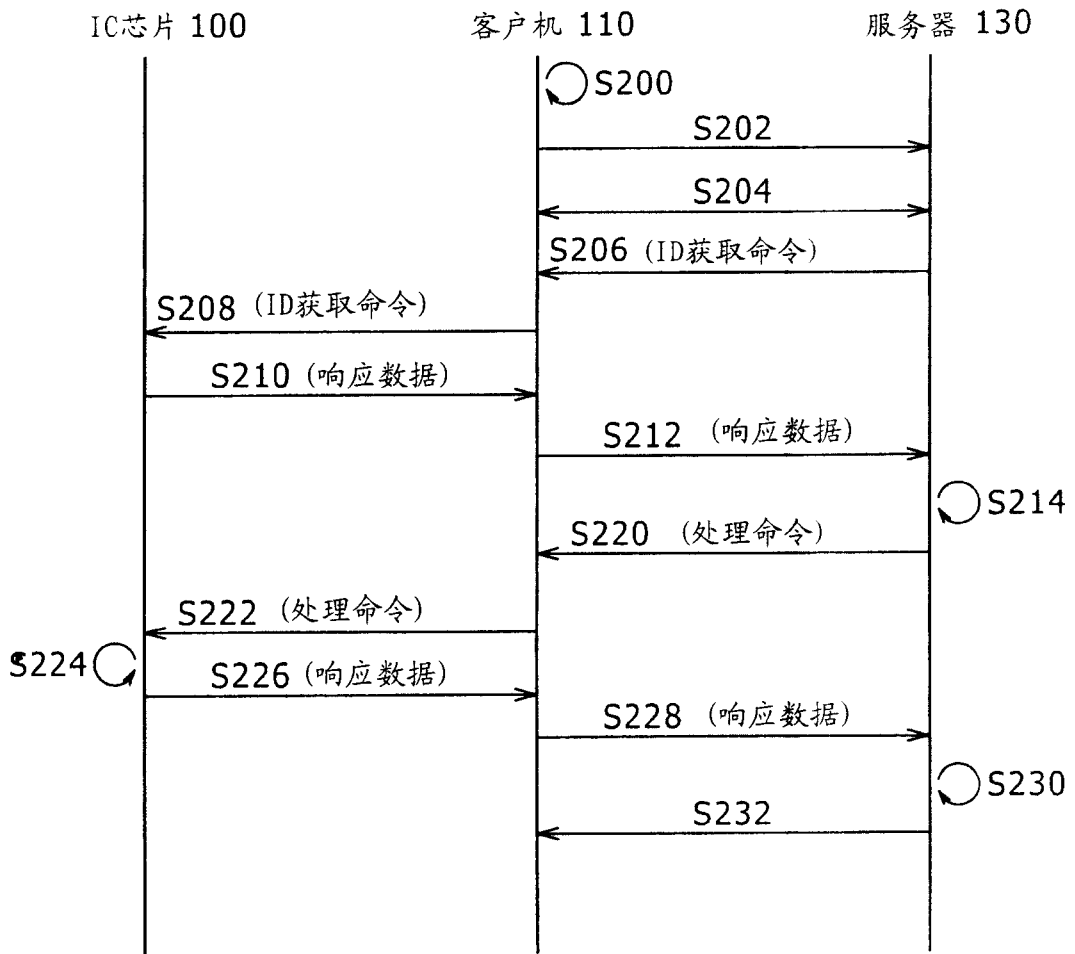 IC芯片 100
客户机 110
服务器 130
S200
S202
S204
S206 (ID获取命令)
S208 (ID获取命令)
S210 (响应数据)
S212 (响应数据)
S214
S220 (处理命令)
S222 (处理命令)
S224
S226 (响应数据)
S228 (响应数据)
S230
S232